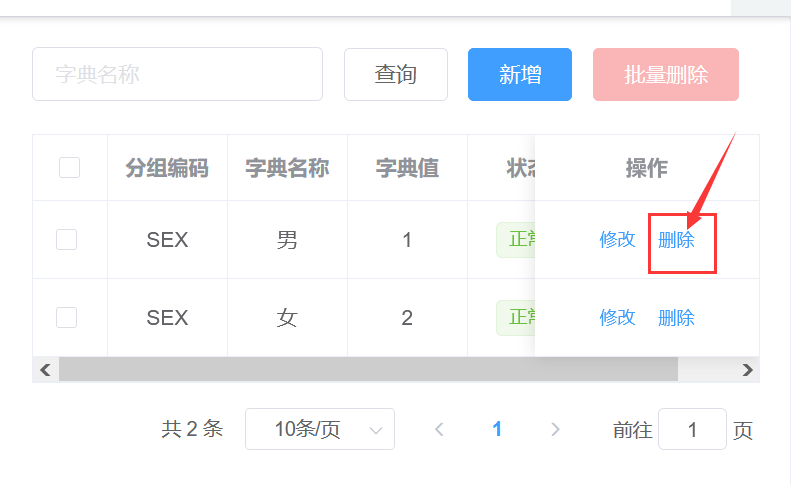 字典名称 查询 新增 批量删除
分组编码 字典名称 字典值 状态 操作
SEX 男 1 正常 修改 删除
SEX 女 2 正常 修改 删除
共 2 条 10条/页 1 前往 1 页